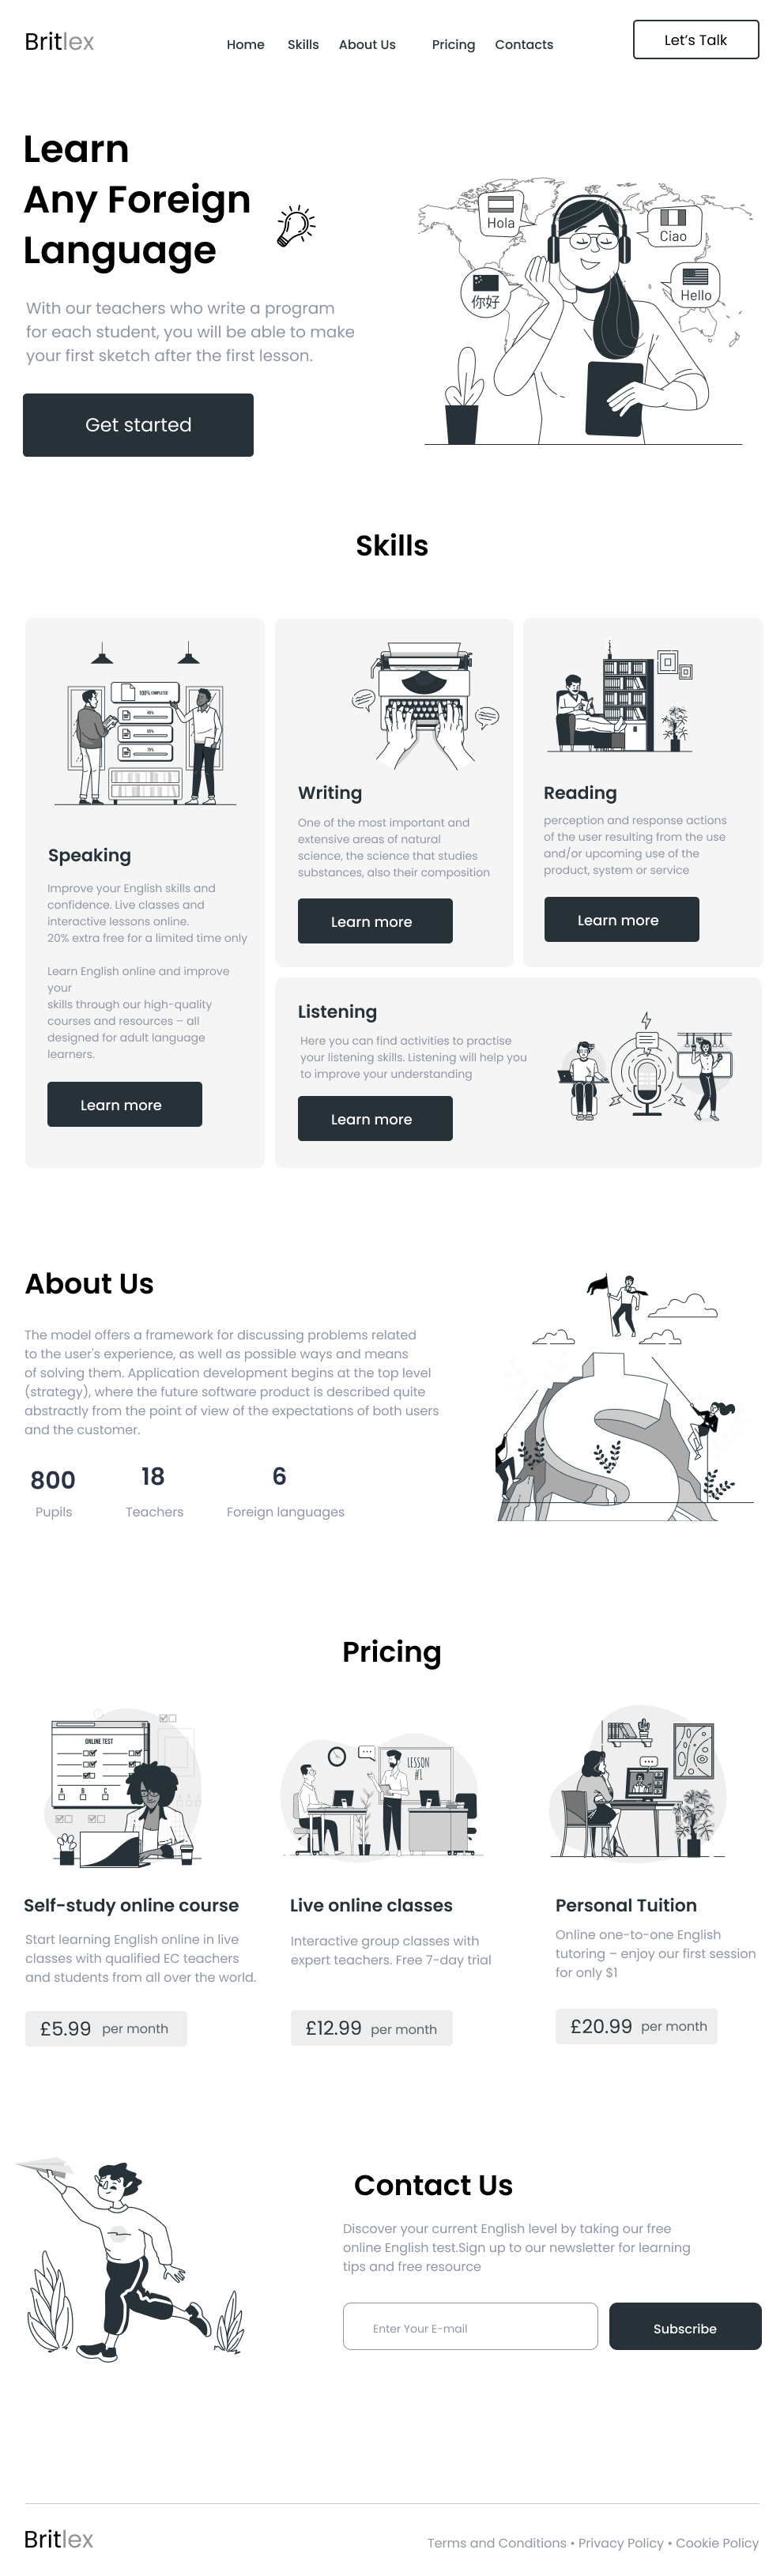 Britlex
Home Skills About Us Pricing Contacts
Let's Talk
Learn
Any Foreign
Language
With our teachers who write a program
for each student, you will be able to make
your first sketch after the first lesson.
Get started
Hola
Ciao
你好
Hello
Skills
100% COMPLETED
Speaking
Improve your English skills and
confidence. Live classes and
interactive lessons online.
20% extra free for a limited time only
Learn English online and improve
your
skills through our high-quality
courses and resources – all
designed for adult language
learners.
Learn more
Writing
One of the most important and
extensive areas of natural
science, the science that studies
substances, also their composition
Learn more
Reading
perception and response actions
of the user resulting from the use
and/or upcoming use of the
product, system or service
Learn more
Listening
Here you can find activities to practise
your listening skills. Listening will help you
to improve your understanding
Learn more
About Us
The model offers a framework for discussing problems related
to the user's experience, as well as possible ways and means
of solving them. Application development begins at the top level
(strategy), where the future software product is described quite
abstractly from the point of view of the expectations of both users
and the customer.
800 18 6
Pupils Teachers Foreign languages
Pricing
ONLINE TEST
A B C
LESSON
#1
Self-study online course
Start learning English online in live
classes with qualified EC teachers
and students from all over the world.
£5.99 per month
Live online classes
Interactive group classes with
expert teachers. Free 7-day trial
£12.99 per month
Personal Tuition
Online one-to-one English
tutoring – enjoy our first session
for only $1
£20.99 per month
Contact Us
Discover your current English level by taking our free
online English test.Sign up to our newsletter for learning
tips and free resource
Enter Your E-mail
Subscribe
Britlex
Terms and Conditions • Privacy Policy • Cookie Policy